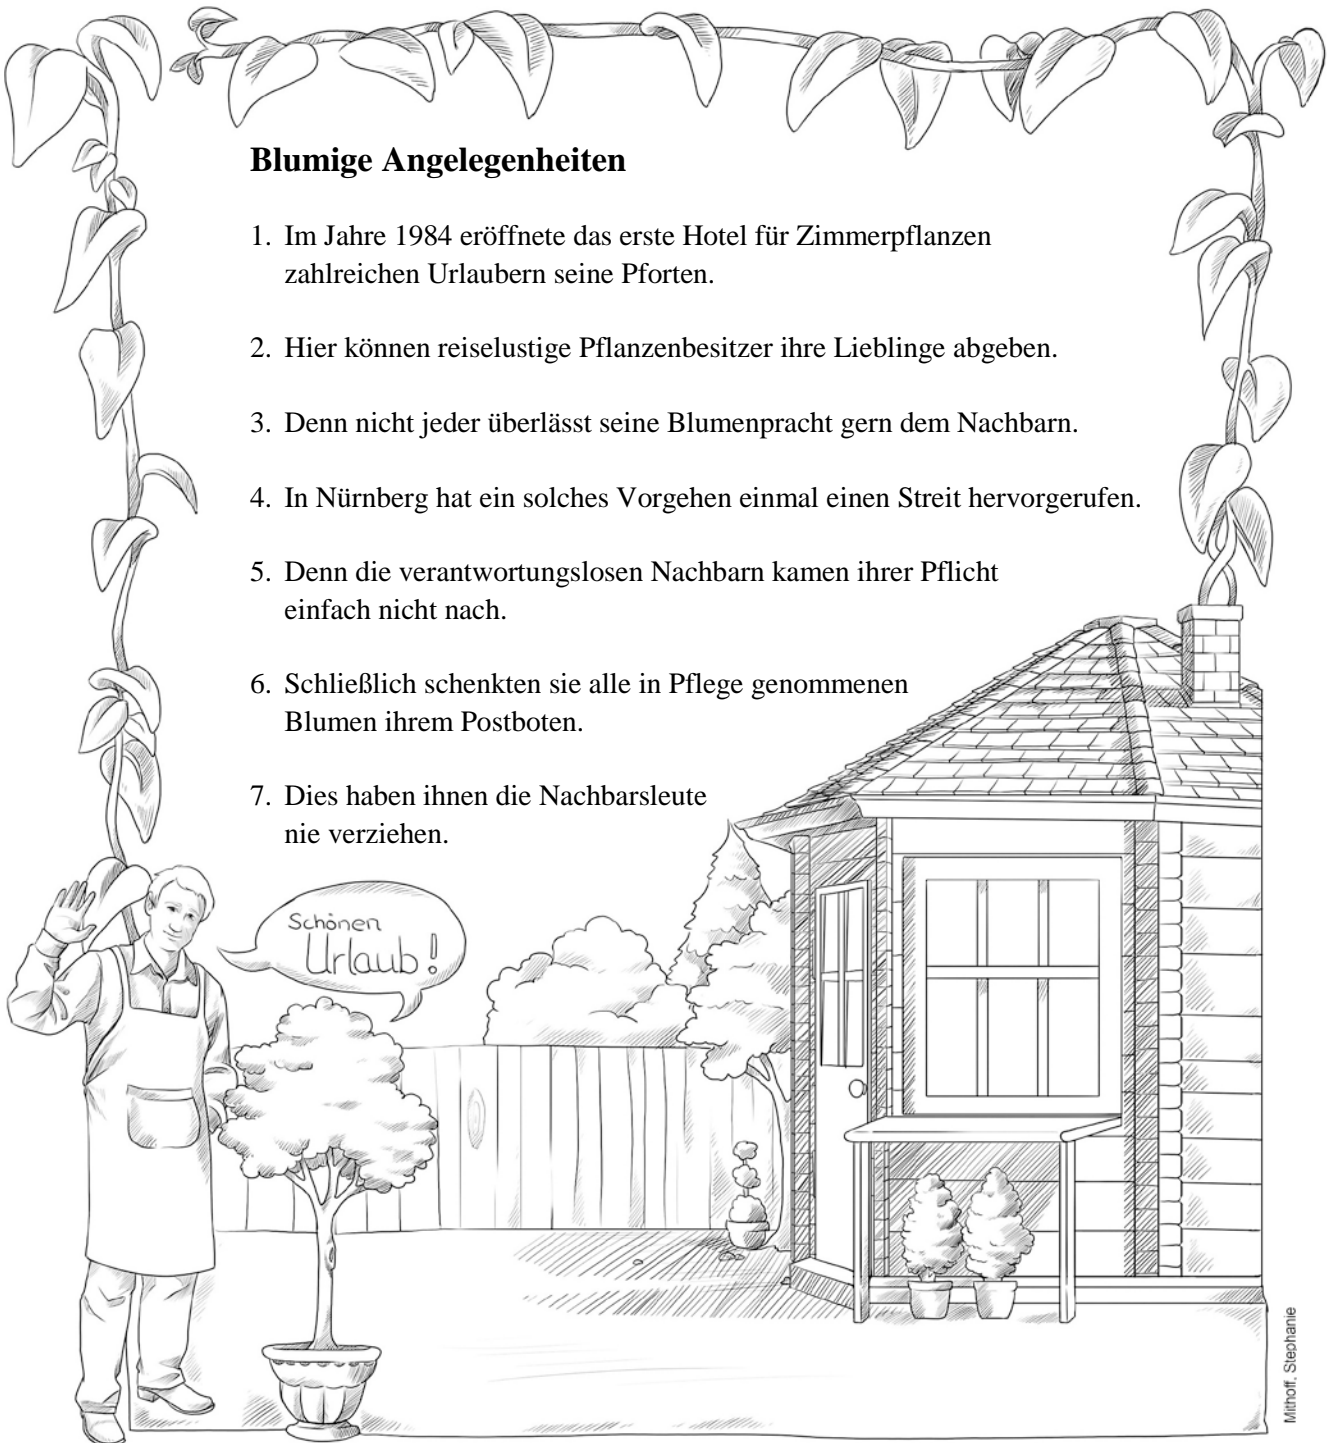 Blumige Angelegenheiten
1. Im Jahre 1984 eröffnete das erste Hotel für Zimmerpflanzen
zahlreichen Urlaubern seine Pforten.
2. Hier können reiselustige Pflanzenbesitzer ihre Lieblinge abgeben.
3. Denn nicht jeder überlässt seine Blumenpracht gern dem Nachbarn.
4. In Nürnberg hat ein solches Vorgehen einmal einen Streit hervorgerufen.
5. Denn die verantwortungslosen Nachbarn kamen ihrer Pflicht
einfach nicht nach.
6. Schließlich schenkten sie alle in Pflege genommenen
Blumen ihrem Postboten.
7. Dies haben ihnen die Nachbarsleute
nie verziehen.
Schönen
Urlaub!
Mithoff, Stephanie